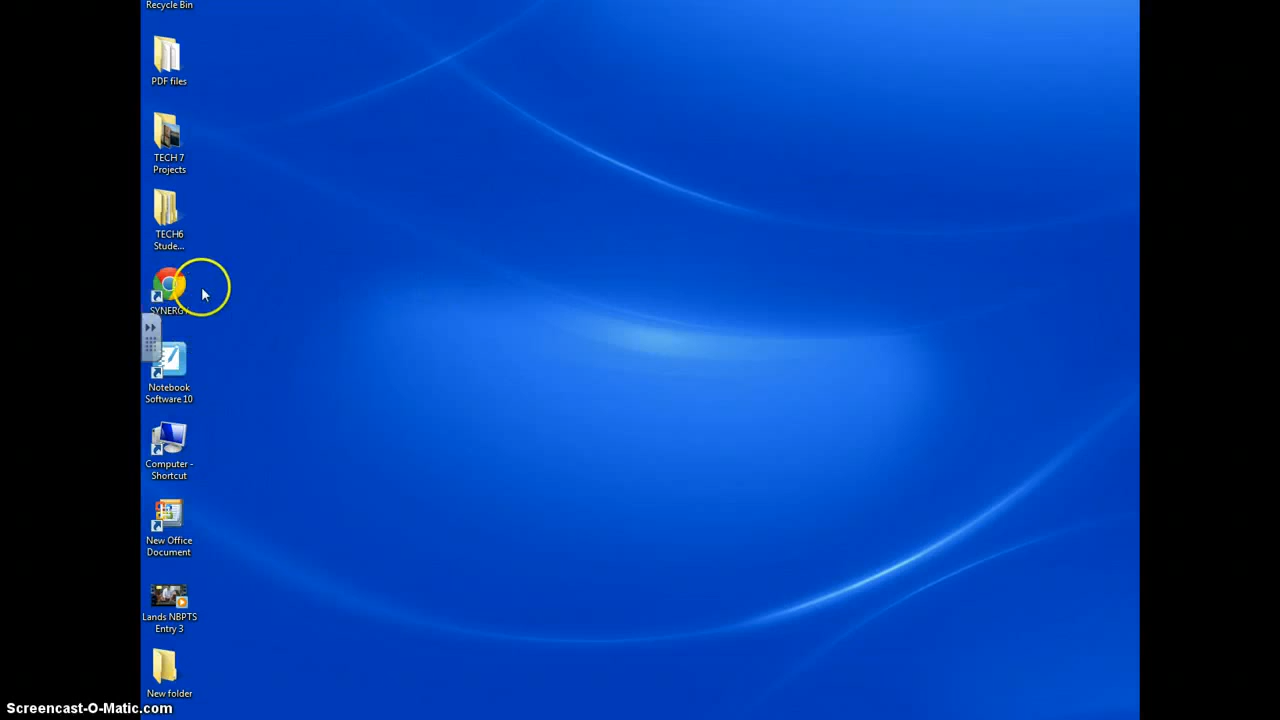 Recycle Bin
PDF files
TECH 7
Projects
TECH6
Stude...
SYNERGY
Notebook
Software 10
Computer -
Shortcut
New Office
Document
Lands NBPTS
Entry 3
New folder
Screencast-O-Matic.com